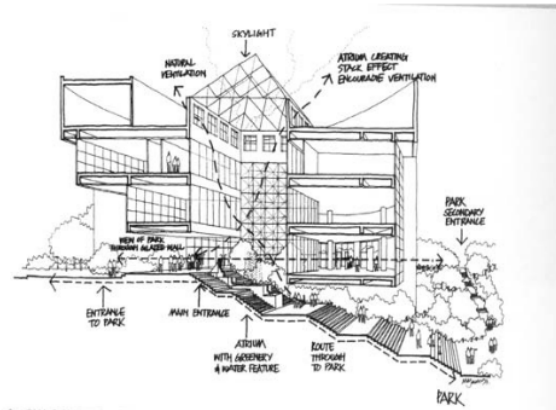 SKYLIGHT
NATURAL
VENTILATION
ATRIUM CREATING
STACK EFFECT
ENCOURAGE VENTILATION
PARK
SECONDARY
ENTRANCE
VIEW OF PARK
THROUGH GLAZED WALL
ENTRANCE
TO PARK
MAIN ENTRANCE
ATRIUM
WITH GREENERY
& WATER FEATURE
ROUTE
THROUGH
TO PARK
PARK